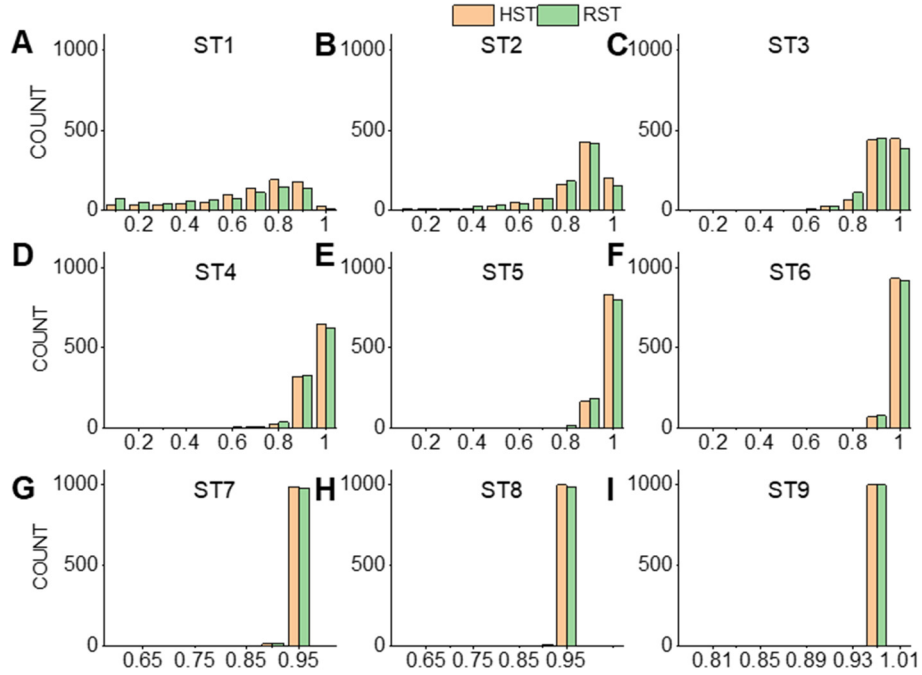 HST RST
A ST1 B ST2 C ST3
COUNT
1000 1000 1000
500 500 500
0 0 0
0.2 0.4 0.6 0.8 1 0.2 0.4 0.6 0.8 1 0.2 0.4 0.6 0.8 1
D ST4 E ST5 F ST6
COUNT
1000 1000 1000
500 500 500
0 0 0
0.2 0.4 0.6 0.8 1 0.2 0.4 0.6 0.8 1 0.2 0.4 0.6 0.8 1
G ST7 H ST8 I ST9
COUNT
1000 1000 1000
500 500 500
0 0 0
0.65 0.75 0.85 0.95 0.65 0.75 0.85 0.95 0.81 0.85 0.89 0.93 1.01